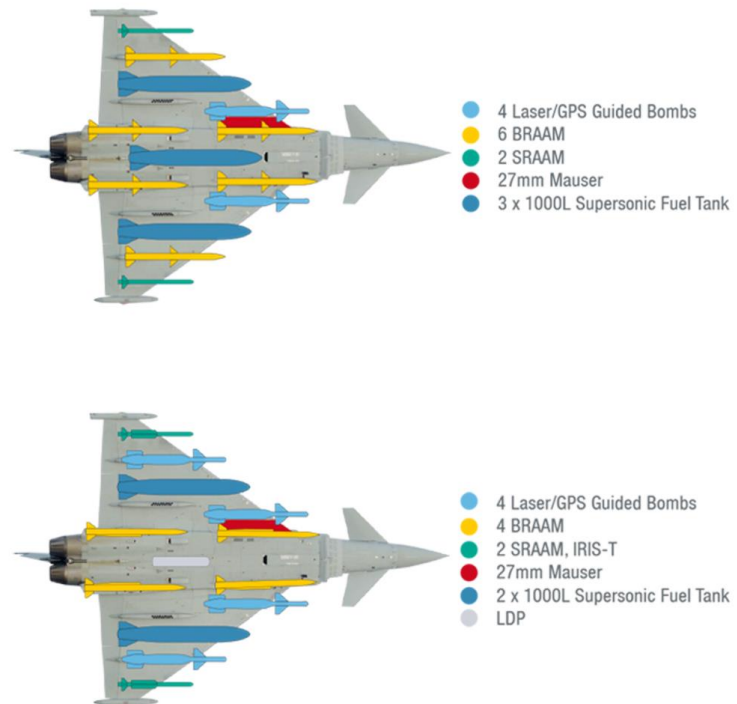 4 Laser/GPS Guided Bombs
6 BRAAM
2 SRAAM
27mm Mauser
3 x 1000L Supersonic Fuel Tank
4 Laser/GPS Guided Bombs
4 BRAAM
2 SRAAM, IRIS-T
27mm Mauser
2 x 1000L Supersonic Fuel Tank
LDP